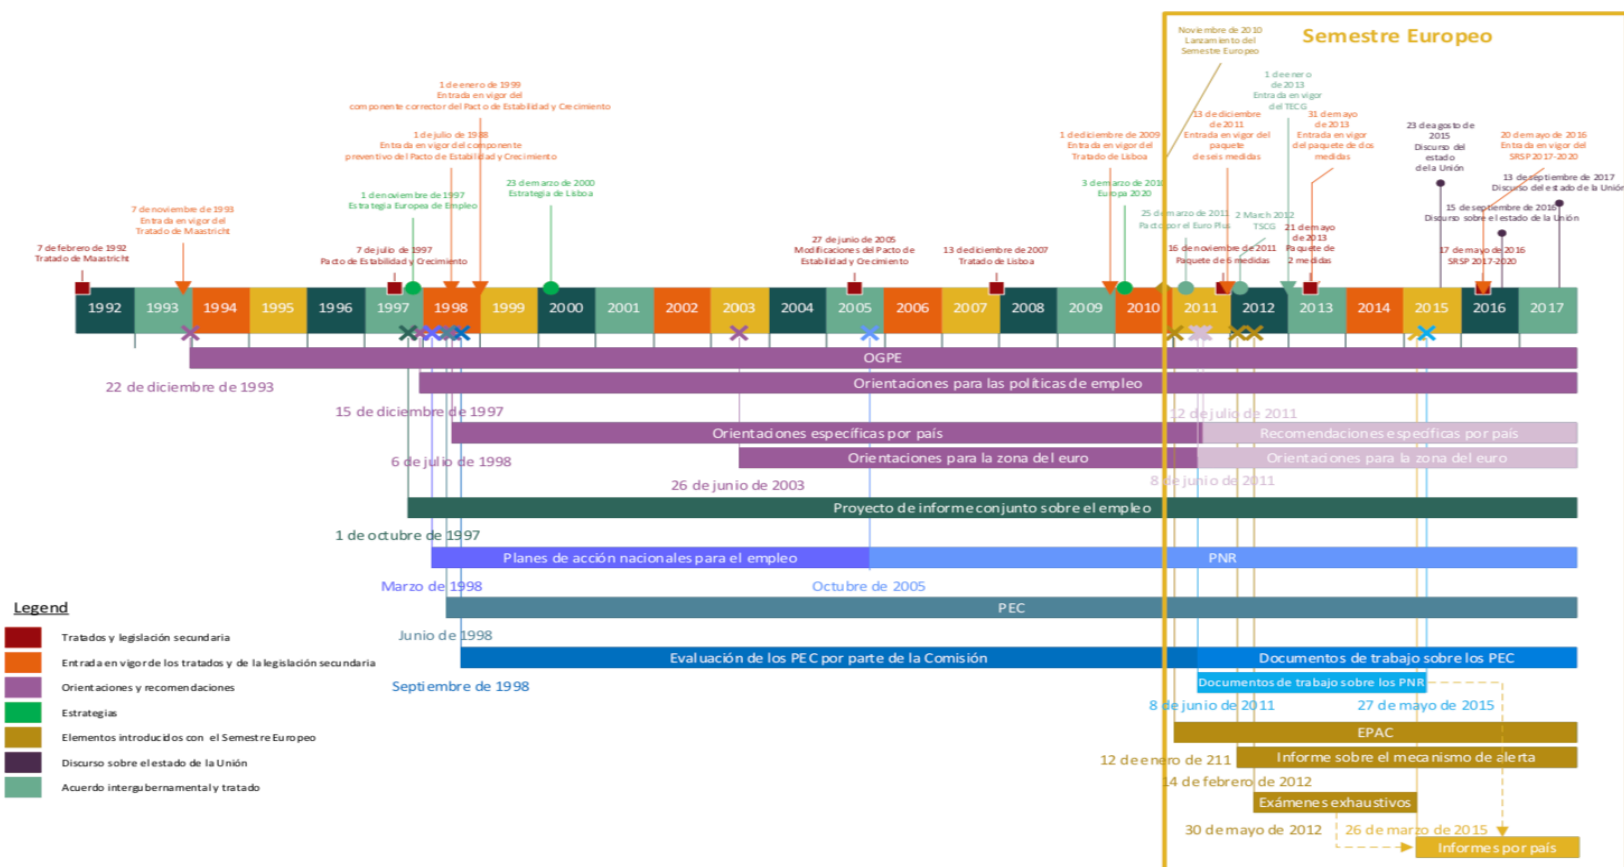 Noviembre de 2010
Lanzamiento del
Semestre Europeo
Semestre Europeo
1 de enero de 1999
Entrada en vigor del
componente corrector del Pacto de Estabilidad y Crecimiento
1 de enero
de 2013
Entrada en vigor
del TECG
1 de julio de 1988
Entrada en vigor del componente
preventivo del Pacto de Estabilidad y Crecimiento
1 de diciembre de 2009
Entrada en vigor del
Tratado de Lisboa
13 de diciembre
de 2011
Entrada en vigor del
paquete
de seis medidas
31 de mayo
de 2013
Entrada en vigor
del paquete de dos
medidas
23 de agosto de
2015
Discurso del
estado
de la Unión
20 de mayo de 2016
Entrada en vigor del
SRSP 2017-2020
13 de septiembre de 2017
Discurso del estado de la Unión
1 de noviembre de 1997
Estrategia Europea de Empleo
23 de marzo de 2000
Estrategia de Lisboa
3 de marzo de 2010
Europa 2020
7 de noviembre de 1993
Entrada en vigor del
Tratado de Maastricht
25 de marzo de 2011
Pacto por el Euro Plus
2 March 2012
TSCG
15 de septiembre de 2016
Discurso sobre el estado de la Unión
7 de febrero de 1992
Tratado de Maastricht
7 de julio de 1997
Pacto de Estabilidad y Crecimiento
27 de junio de 2005
Modificaciones del Pacto de
Estabilidad y Crecimiento
13 de diciembre de 2007
Tratado de Lisboa
16 de noviembre de 2011
Paquete de 6 medidas
21 de mayo
de 2013
Paquete de
2 medidas
17 de mayo de 2016
SRSP 2017-2020
1992 1993 1994 1995 1996 1997 1998 1999 2000 2001 2002 2003 2004 2005 2006 2007 2008 2009 2010 2011 2012 2013 2014 2015 2016 2017
OGPE
22 de diciembre de 1993
Orientaciones para las políticas de empleo
15 de diciembre de 1997
12 de julio de 2011
Orientaciones específicas por país
Recomendaciones específicas por país
6 de julio de 1998
Orientaciones para la zona del euro
Orientaciones para la zona del euro
26 de junio de 2003
8 de junio de 2011
Proyecto de informe conjunto sobre el empleo
1 de octubre de 1997
Planes de acción nacionales para el empleo
PNR
Marzo de 1998
Octubre de 2005
PEC
Junio de 1998
Evaluación de los PEC por parte de la Comisión
Documentos de trabajo sobre los PEC
Septiembre de 1998
Documentos de trabajo sobre los PNR
8 de junio de 2011
27 de mayo de 2015
EPAC
12 de enero de 211
Informe sobre el mecanismo de alerta
14 de febrero de 2012
Exámenes exhaustivos
30 de mayo de 2012
26 de marzo de 2015
Informes por país
Legend
Tratados y legislación secundaria
Entrada en vigor de los tratados y de la legislación secundaria
Orientaciones y recomendaciones
Estrategias
Elementos introducidos con el Semestre Europeo
Discurso sobre el estado de la Unión
Acuerdo intergubernamental y tratado